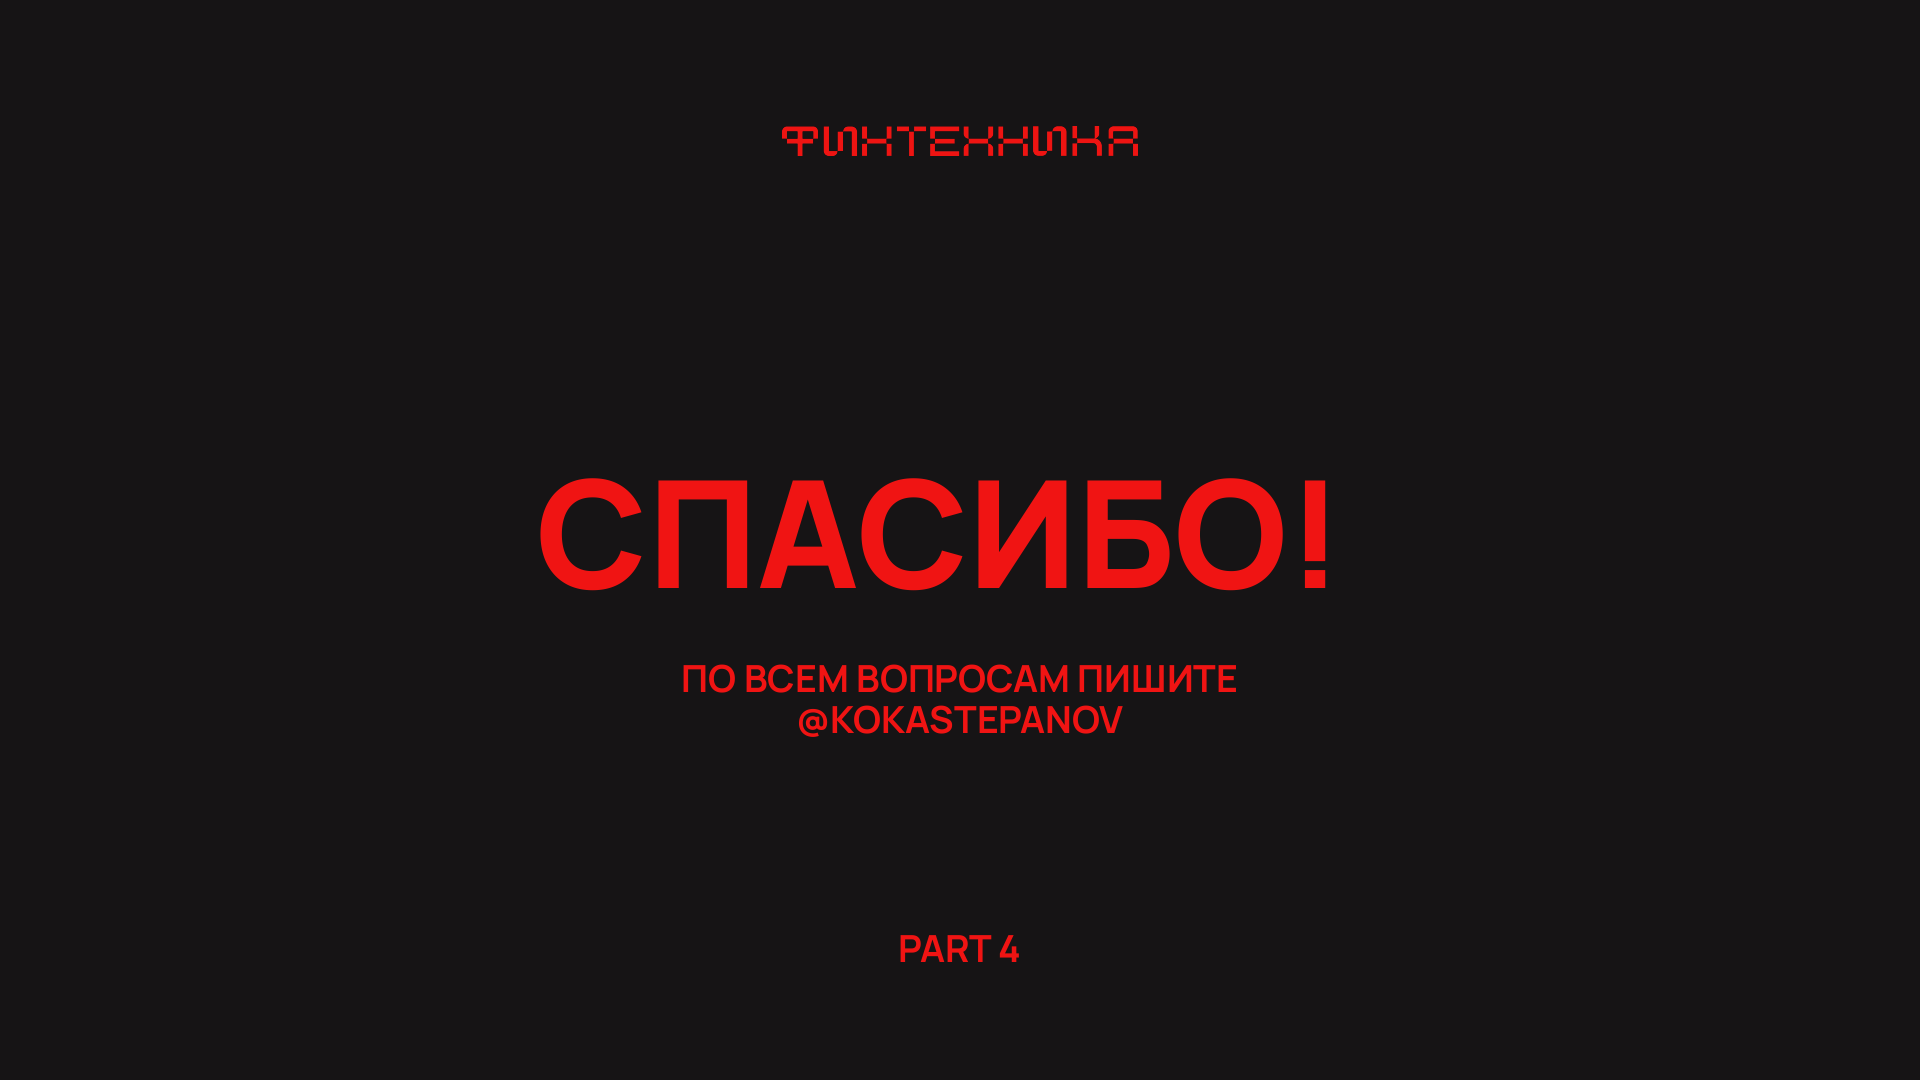 ФИНТЕХНИКА
СПАСИБО!
ПО ВСЕМ ВОПРОСАМ ПИШИТЕ
@KOKASTEPANOV
PART 4